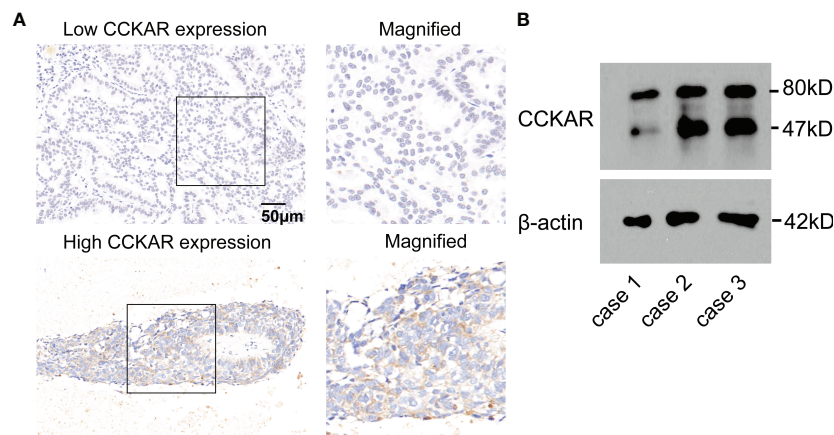 A
Low CCKAR expression
Magnified
50μm
High CCKAR expression
Magnified
B
CCKAR
80kD
47kD
β-actin
42kD
case 1
case 2
case 3